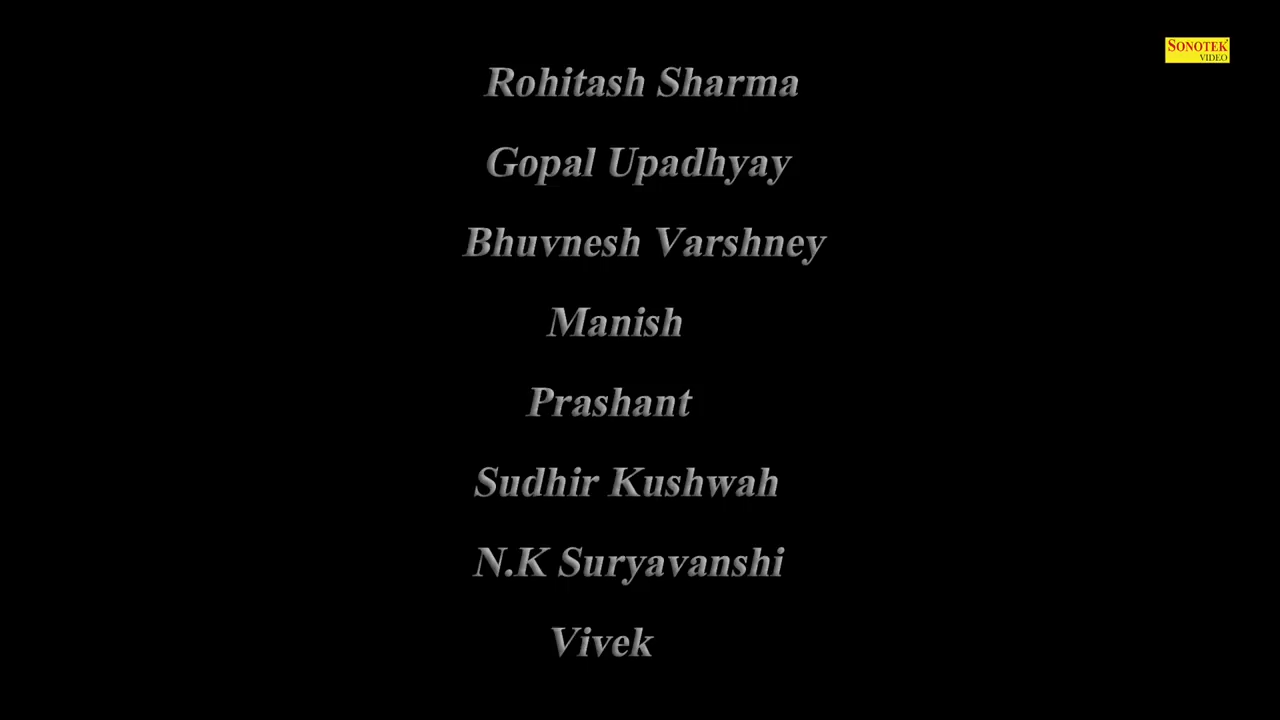 SONOTEK
VIDEO
Rohitash Sharma
Gopal Upadhyay
Bhuvnesh Varshney
Manish
Prashant
Sudhir Kushwah
N.K Suryavanshi
Vivek